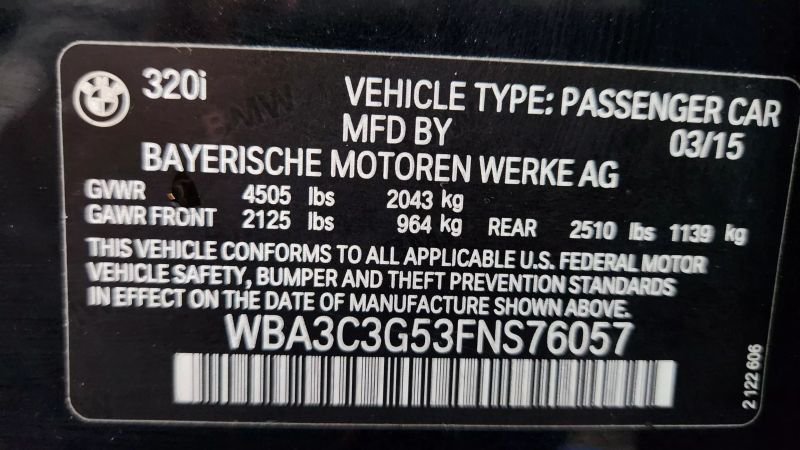 320i
VEHICLE TYPE: PASSENGER CAR
MFD BY 03/15
BAYERISCHE MOTOREN WERKE AG
GVWR 4505 lbs 2043 kg
GAWR FRONT 2125 lbs 964 kg REAR 2510 lbs 1139 kg
THIS VEHICLE CONFORMS TO ALL APPLICABLE U.S. FEDERAL MOTOR
VEHICLE SAFETY, BUMPER AND THEFT PREVENTION STANDARDS
IN EFFECT ON THE DATE OF MANUFACTURE SHOWN ABOVE.
WBA3C3G53FNS76057
2 122 606
BMW